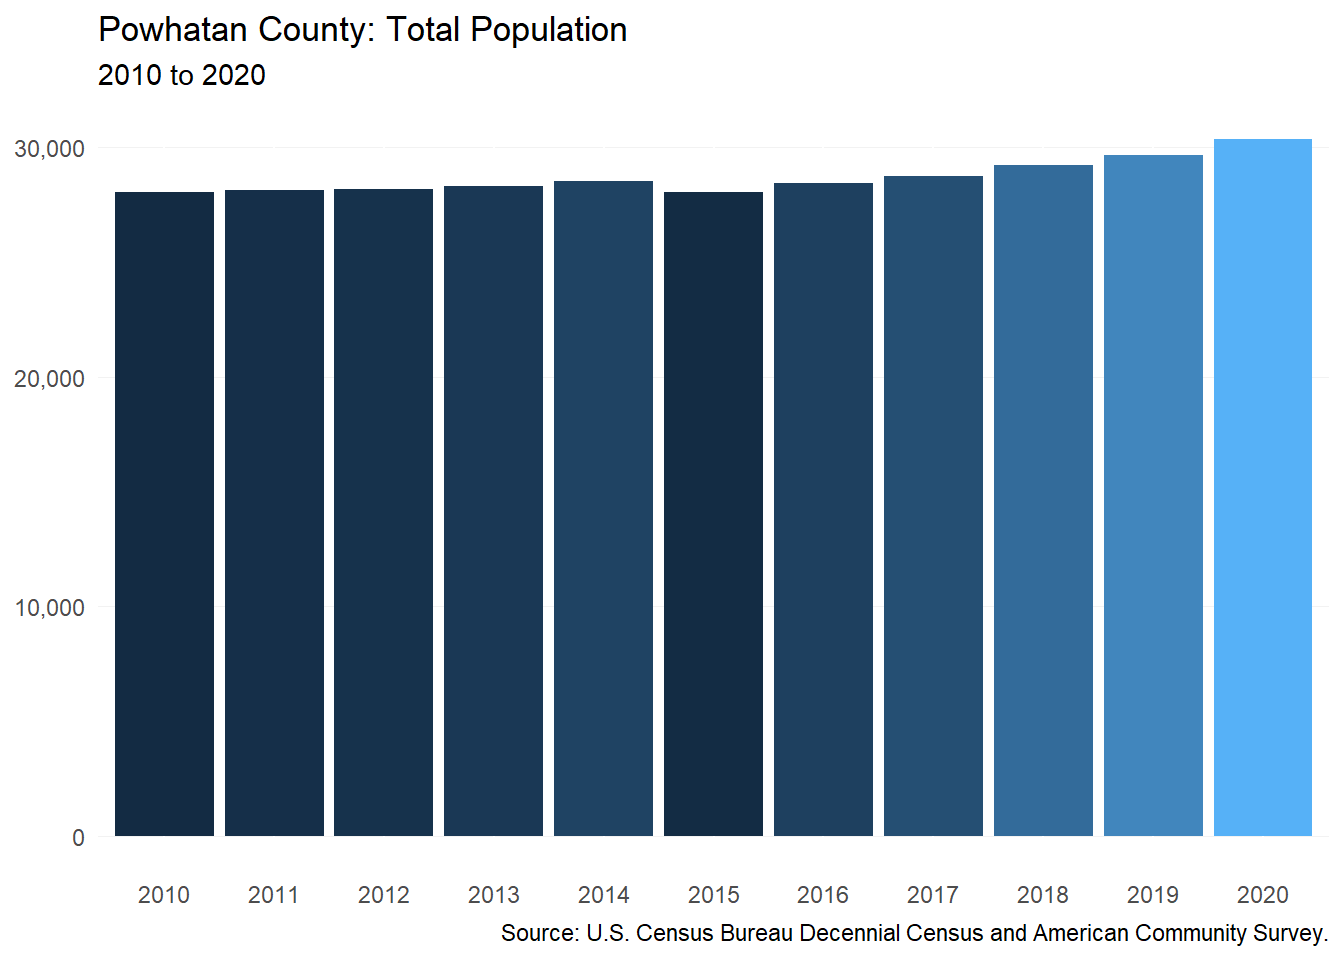 Powhatan County: Total Population
2010 to 2020
30,000
20,000
10,000
0
2010 2011 2012 2013 2014 2015 2016 2017 2018 2019 2020
Source: U.S. Census Bureau Decennial Census and American Community Survey.